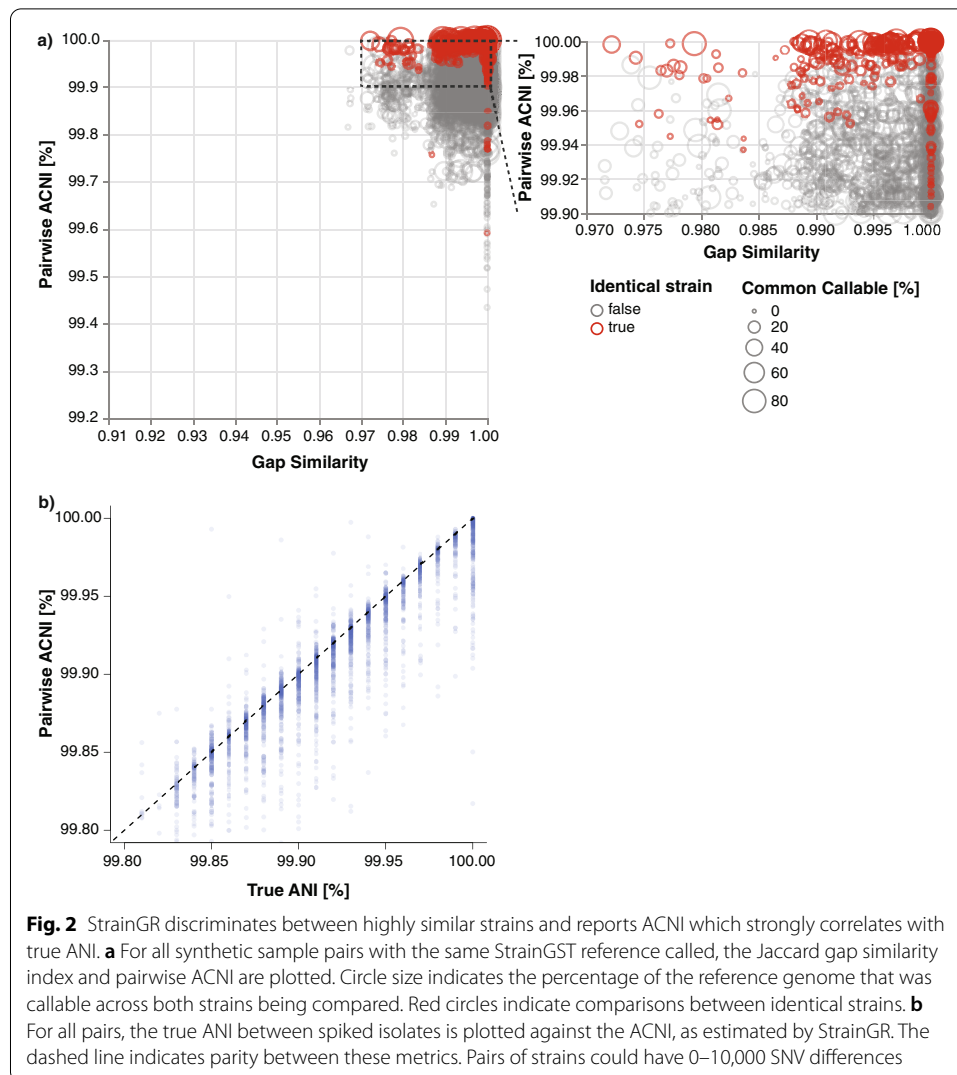 a)
100.0
99.9
99.8
99.7
99.6
99.5
99.4
99.3
99.2
Pairwise ACNI [%]
0.91 0.92 0.93 0.94 0.95 0.96 0.97 0.98 0.99 1.00
Gap Similarity
100.00
99.98
99.96
99.94
99.92
99.90
Pairwise ACNI [%]
0.970 0.975 0.980 0.985 0.990 0.995 1.000
Gap Similarity
Identical strain
false
true
Common Callable [%]
0
20
40
60
80
b)
100.00
99.95
99.90
99.85
99.80
Pairwise ACNI [%]
99.80 99.85 99.90 99.95 100.00
True ANI [%]
Fig. 2 StrainGR discriminates between highly similar strains and reports ACNI which strongly correlates with
true ANI. a For all synthetic sample pairs with the same StrainGST reference called, the Jaccard gap similarity
index and pairwise ACNI are plotted. Circle size indicates the percentage of the reference genome that was
callable across both strains being compared. Red circles indicate comparisons between identical strains. b
For all pairs, the true ANI between spiked isolates is plotted against the ACNI, as estimated by StrainGR. The
dashed line indicates parity between these metrics. Pairs of strains could have 0–10,000 SNV differences